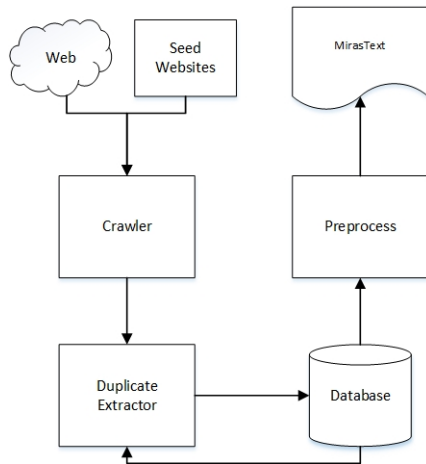 Web
Seed
Websites
MirasText
Crawler
Preprocess
Duplicate
Extractor
Database